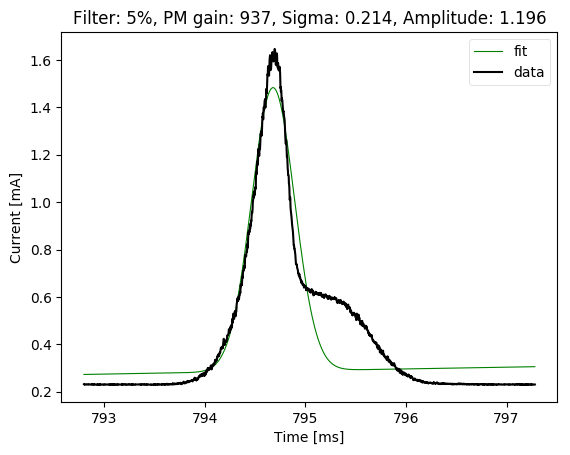 Filter: 5%, PM gain: 937, Sigma: 0.214, Amplitude: 1.196
fit
data
1.6
1.4
1.2
1.0
0.8
0.6
0.4
0.2
Current [mA]
793
794
795
796
797
Time [ms]